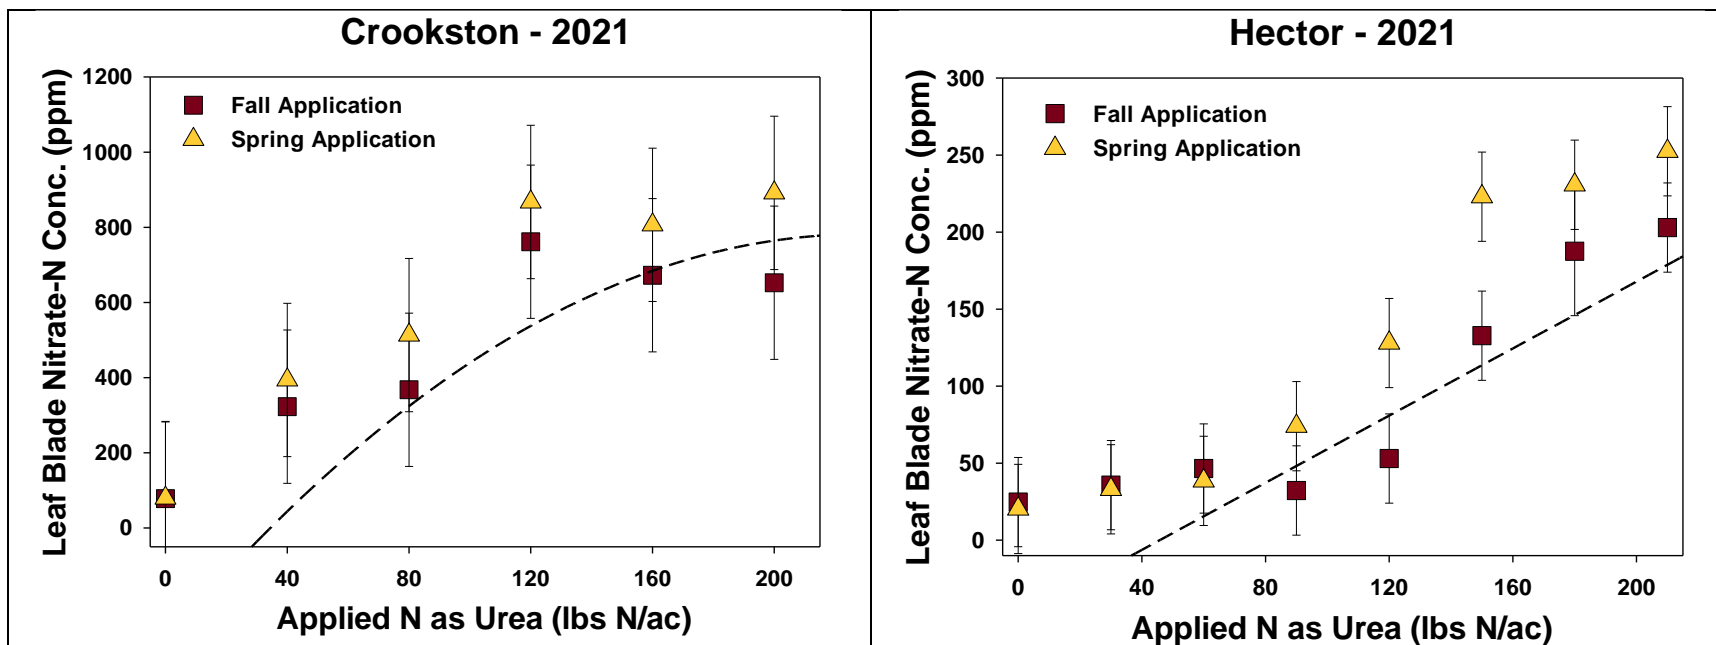 Crookston - 2021
Leaf Blade Nitrate-N Conc. (ppm)
1200
1000
800
600
400
200
0
Fall Application
Spring Application
0 40 80 120 160 200
Applied N as Urea (lbs N/ac)
Hector - 2021
Leaf Blade Nitrate-N Conc. (ppm)
300
250
200
150
100
50
0
Fall Application
Spring Application
0 40 80 120 160 200
Applied N as Urea (lbs N/ac)